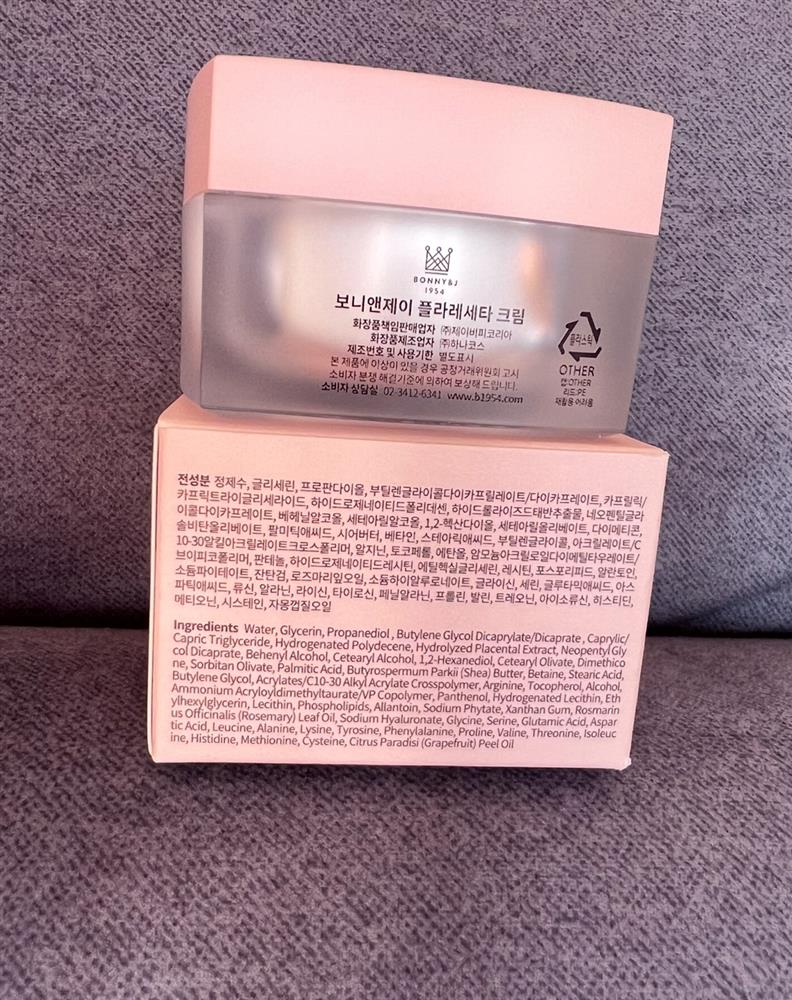 BONNY&J
1954
보니앤제이 플라레세타 크림
화장품책임판매업자 ㈜제이비피코리아
화장품제조업자 ㈜하나코스
제조번호 및 사용기한 별도표시
본 제품에 이상이 있을 경우 공정거래위원회 고시
소비자 분쟁 해결기준에 의하여 보상해 드립니다.
소비자 상담실 02-3412-6341 www.b1954.com
플라스틱
OTHER
캡:OTHER
리드:PE
재활용 어려움
전성분 정제수, 글리세린, 프로판다이올, 부틸렌글라이콜다이카프릴레이트/다이카프레이트, 카프릴릭/
카프릭트라이글리세라이드, 하이드로제네이티드폴리데센, 하이드롤라이즈드태반추출물, 네오펜틸글라
이콜다이카프레이트, 베헤닐알코올, 세테아릴알코올, 1,2-헥산다이올, 세테아릴올리베이트, 다이메티콘,
솔비탄올리베이트, 팔미틱애씨드, 시어버터, 베타인, 스테아릭애씨드, 부틸렌글라이콜, 아크릴레이트/C
10-30알킬아크릴레이트크로스폴리머, 알지닌, 토코페롤, 에탄올, 암모늄아크릴로일다이메틸타우레이트/
브이피코폴리머, 판테놀, 하이드로제네이티드레시틴, 에틸헥실글리세린, 레시틴, 포스포리피드, 알란토인,
소듐파이테이트, 잔탄검, 로즈마리잎오일, 소듐하이알루로네이트, 글라이신, 세린, 글루타믹애씨드, 아스
파틱애씨드, 류신, 알라닌, 라이신, 타이로신, 페닐알라닌, 프롤린, 발린, 트레오닌, 아이소류신, 히스티딘,
메티오닌, 시스테인, 자몽껍질오일
Ingredients Water, Glycerin, Propanediol , Butylene Glycol Dicaprylate/Dicaprate , Caprylic/
Capric Triglyceride, Hydrogenated Polydecene, Hydrolyzed Placental Extract, Neopentyl Gly
col Dicaprate, Behenyl Alcohol, Cetearyl Alcohol, 1,2-Hexanediol, Cetearyl Olivate, Dimethico
ne, Sorbitan Olivate, Palmitic Acid, Butyrospermum Parkii (Shea) Butter, Betaine, Stearic Acid,
Butylene Glycol, Acrylates/C10-30 Alkyl Acrylate Crosspolymer, Arginine, Tocopherol, Alcohol,
Ammonium Acryloyldimethyltaurate/VP Copolymer, Panthenol, Hydrogenated Lecithin, Eth
ylhexylglycerin, Lecithin, Phospholipids, Allantoin, Sodium Phytate, Xanthan Gum, Rosmarin
us Officinalis (Rosemary) Leaf Oil, Sodium Hyaluronate, Glycine, Serine, Glutamic Acid, Aspar
tic Acid, Leucine, Alanine, Lysine, Tyrosine, Phenylalanine, Proline, Valine, Threonine, Isoleuc
ine, Histidine, Methionine, Cysteine, Citrus Paradisi (Grapefruit) Peel Oil